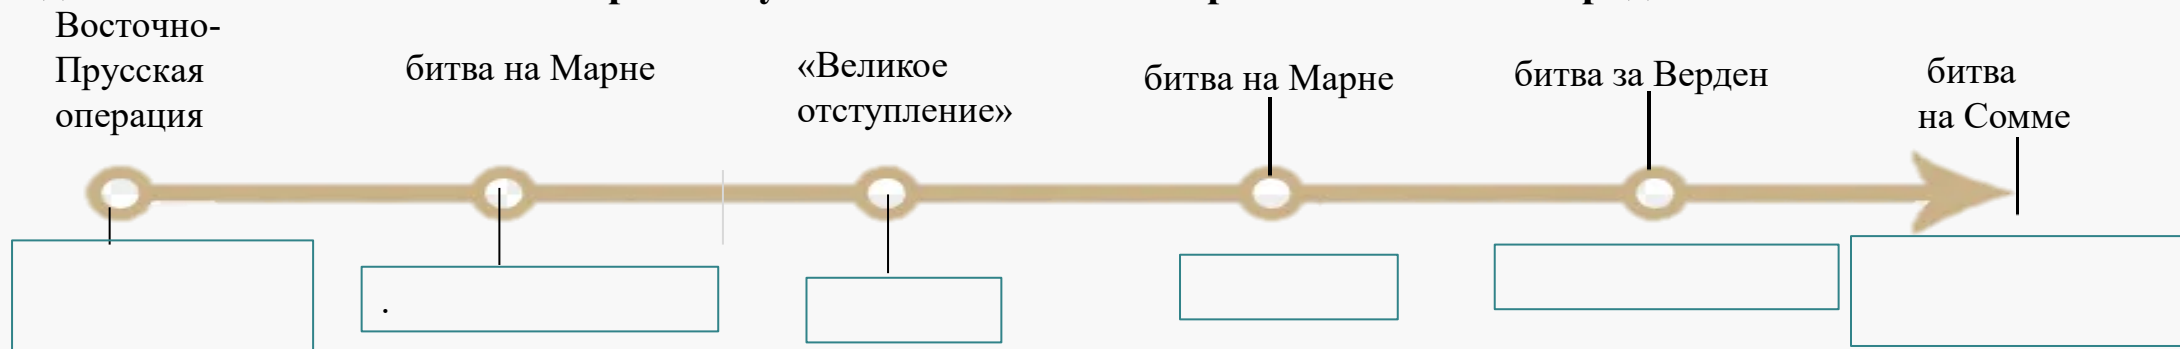 Восточно-
Прусская
операция
битва на Марне
«Великое
отступление»
битва на Марне
битва за Верден
битва
на Сомме
.